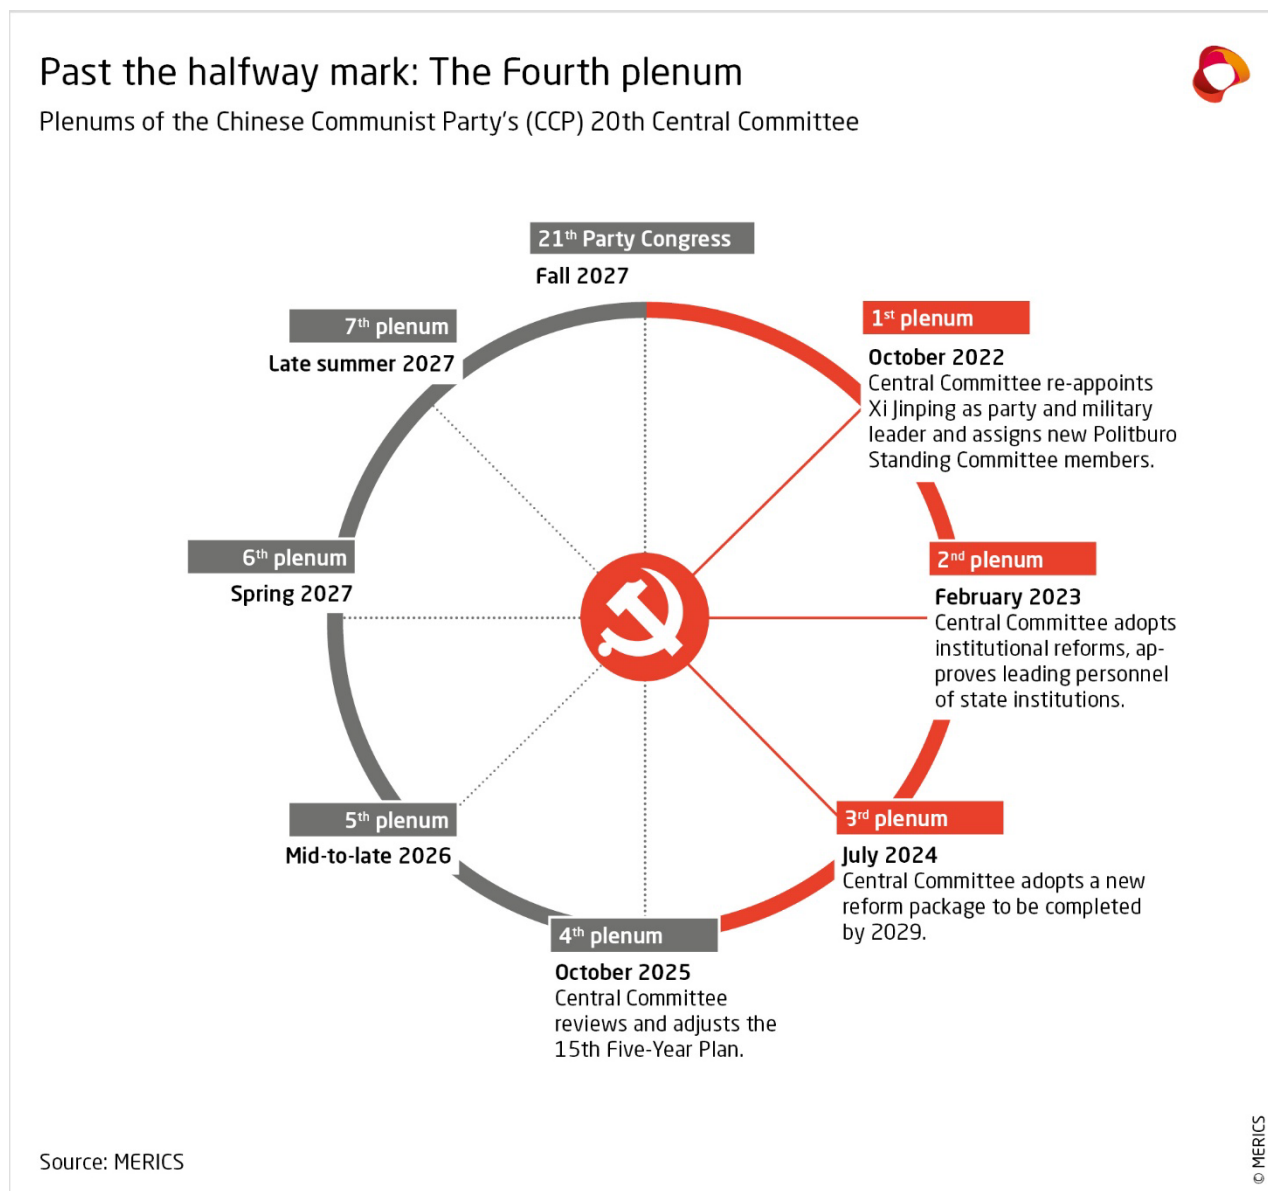 Past the halfway mark: The Fourth plenum
Plenums of the Chinese Communist Party's (CCP) 20th Central Committee
21th Party Congress
Fall 2027
1st plenum
October 2022
Central Committee re-appoints
Xi Jinping as party and military
leader and assigns new Politburo
Standing Committee members.
2nd plenum
February 2023
Central Committee adopts
institutional reforms, ap-
proves leading personnel
of state institutions.
3rd plenum
July 2024
Central Committee adopts a new
reform package to be completed
by 2029.
4th plenum
October 2025
Central Committee
reviews and adjusts the
15th Five-Year Plan.
5th plenum
Mid-to-late 2026
6th plenum
Spring 2027
7th plenum
Late summer 2027
Source: MERICS
© MERICS